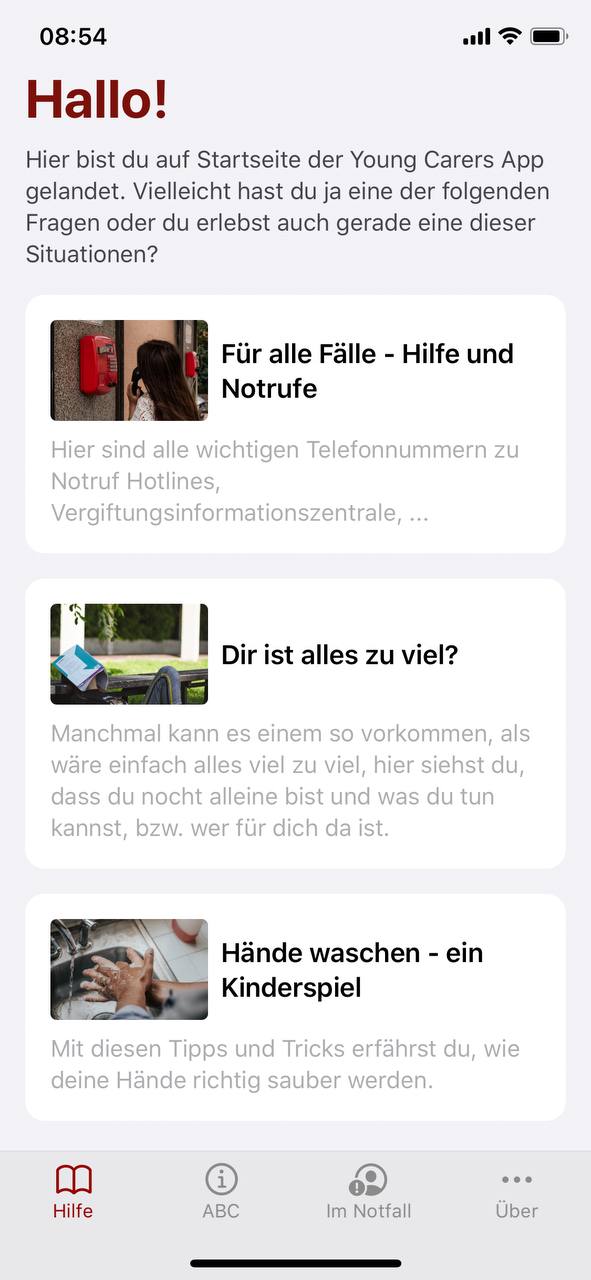 08:54
Hallo!
Hier bist du auf Startseite der Young Carers App
gelandet. Vielleicht hast du ja eine der folgenden
Fragen oder du erlebst auch gerade eine dieser
Situationen?
Für alle Fälle - Hilfe und
Notrufe
Hier sind alle wichtigen Telefonnummern zu
Notruf Hotlines,
Vergiftungsinformationszentrale, ...
Dir ist alles zu viel?
Manchmal kann es einem so vorkommen, als
wäre einfach alles viel zu viel, hier siehst du,
dass du nocht alleine bist und was du tun
kannst, bzw. wer für dich da ist.
Hände waschen - ein
Kinderspiel
Mit diesen Tipps und Tricks erfährst du, wie
deine Hände richtig sauber werden.
Hilfe
ABC
Im Notfall
Über